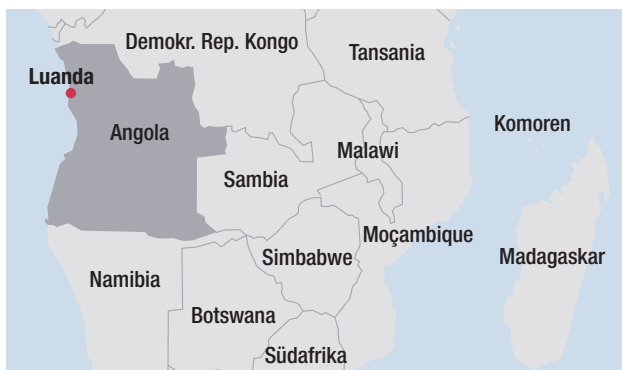 Demokr. Rep. Kongo
Tansania
Luanda
Angola
Komoren
Malawi
Sambia
Moçambique
Simbabwe
Madagaskar
Namibia
Botswana
Südafrika